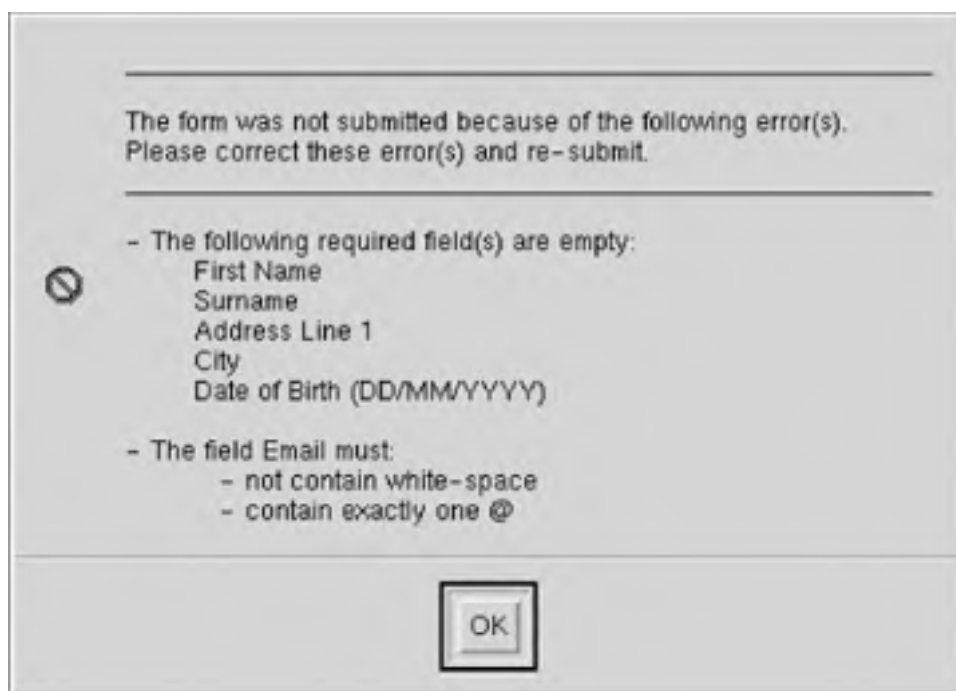 The form was not submitted because of the following error(s).
Please correct these error(s) and re-submit.
- The following required field(s) are empty:
First Name
Surname
Address Line 1
City
Date of Birth (DD/MM/YYYY)
- The field Email must:
- not contain white-space
- contain exactly one @
OK